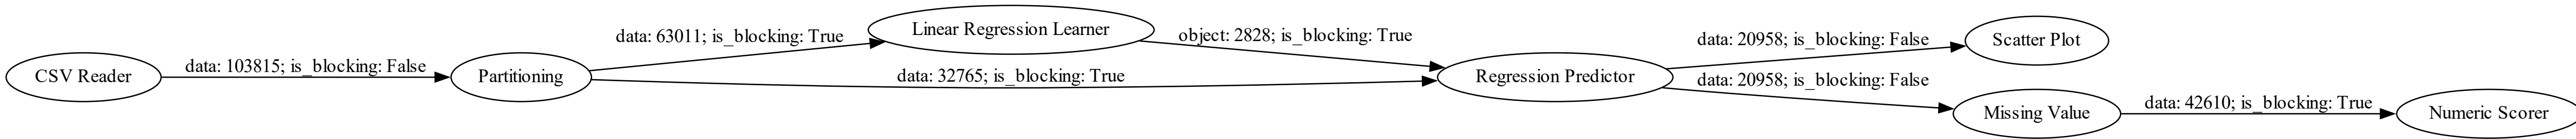 CSV Reader
data: 103815; is_blocking: False
Partitioning
data: 63011; is_blocking: True
Linear Regression Learner
object: 2828; is_blocking: True
data: 32765; is_blocking: True
Regression Predictor
data: 20958; is_blocking: False
Scatter Plot
data: 20958; is_blocking: False
Missing Value
data: 42610; is_blocking: True
Numeric Scorer